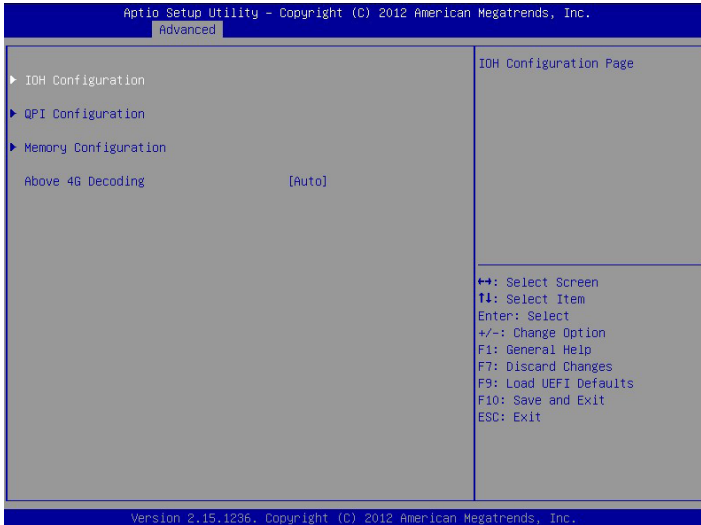 Aptio Setup Utility – Copyright (C) 2012 American Megatrends, Inc.
Advanced
▶ IOH Configuration
▶ QPI Configuration
▶ Memory Configuration
Above 4G Decoding [Auto]
IOH Configuration Page
↔: Select Screen
↑↓: Select Item
Enter: Select
+/-: Change Option
F1: General Help
F7: Discard Changes
F9: Load UEFI Defaults
F10: Save and Exit
ESC: Exit
Version 2.15.1236. Copyright (C) 2012 American Megatrends, Inc.